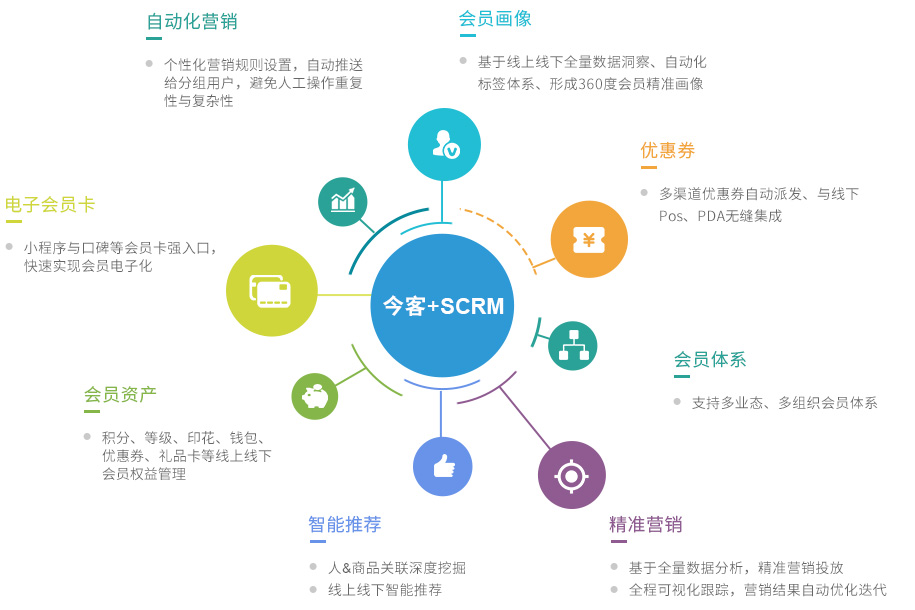 自动化营销
个性化营销规则设置，自动推送
给分组用户，避免人工操作重复
性与复杂性
会员画像
基于线上线下全量数据洞察、自动化
标签体系、形成360度会员精准画像
优惠券
多渠道优惠券自动派发、与线下
Pos、PDA无缝集成
电子会员卡
小程序与口碑等会员卡强入口，
快速实现会员电子化
今客+SCRM
会员体系
支持多业态、多组织会员体系
会员资产
积分、等级、印花、钱包、
优惠券、礼品卡等线上线下
会员权益管理
智能推荐
人&商品关联深度挖掘
线上线下智能推荐
精准营销
基于全量数据分析，精准营销投放
全程可视化跟踪，营销结果自动优化迭代